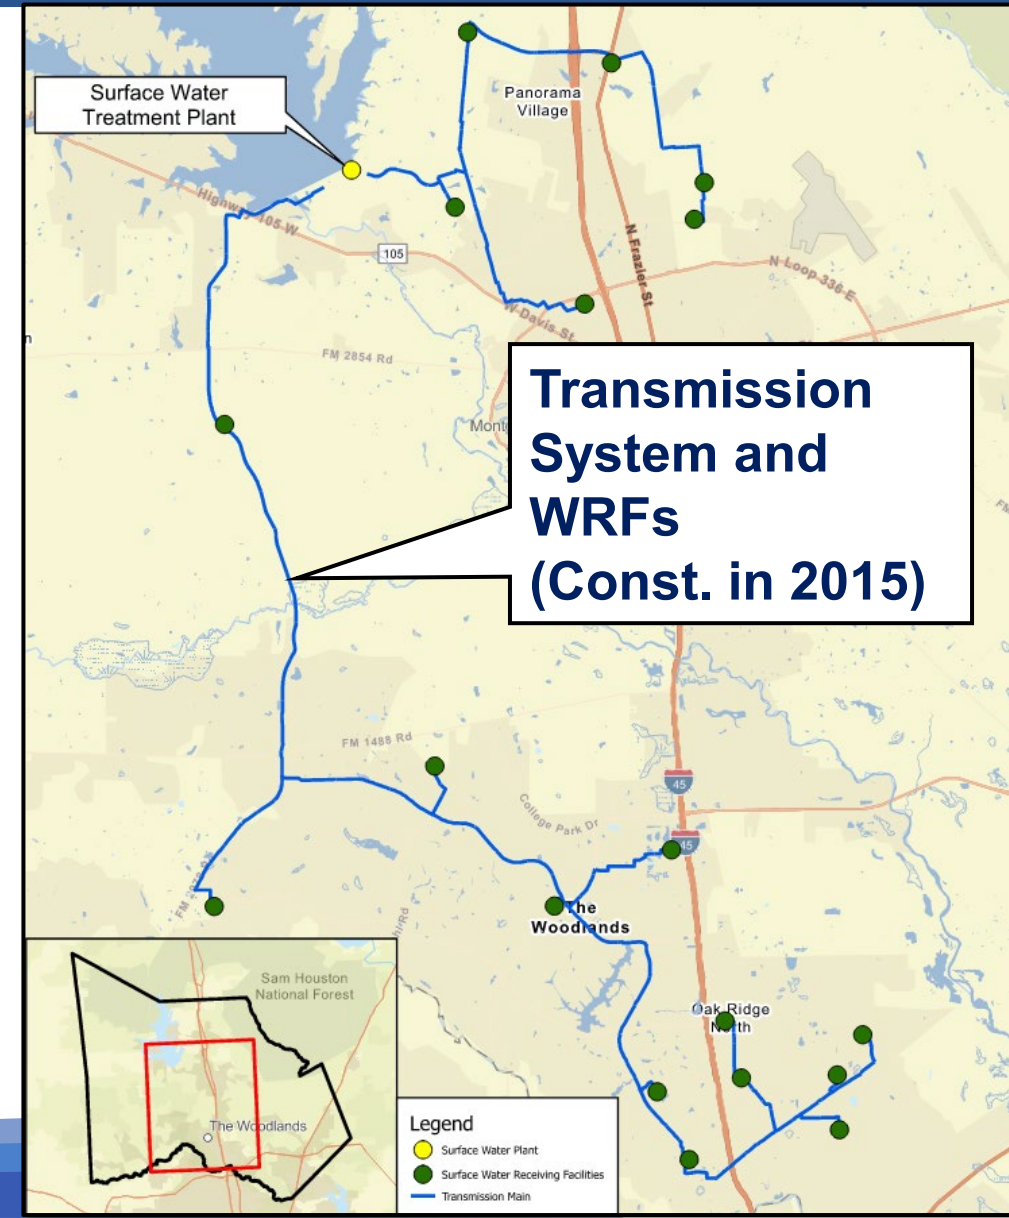 Surface Water
Treatment Plant
Panorama
Village
Highway 105 W
105
N Frazier St
N Loop 336 E
W Davis St
FM 2854 Rd
Transmission
System and
WRFs
(Const. in 2015)
Mont
FM 1488 Rd
45
College Park Dr
45
The
Woodlands
Oak Ridge
North
Sam Houston
National Forest
The Woodlands
Legend
Surface Water Plant
Surface Water Receiving Facilities
Transmission Main